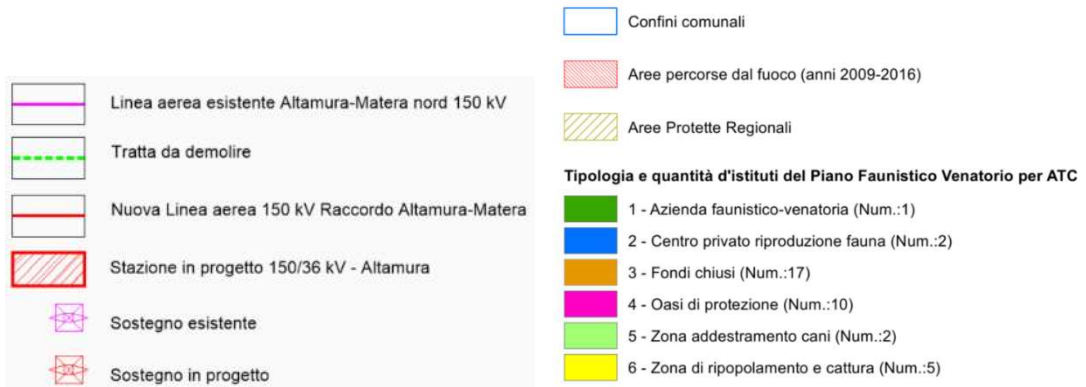 Linea aerea esistente Altamura-Matera nord 150 kV
Tratta da demolire
Nuova Linea aerea 150 kV Raccordo Altamura-Matera
Stazione in progetto 150/36 kV - Altamura
Sostegno esistente
Sostegno in progetto
Confini comunali
Aree percorse dal fuoco (anni 2009-2016)
Aree Protette Regionali
Tipologia e quantità d'istituti del Piano Faunistico Venatorio per ATC
1 - Azienda faunistico-venatoria (Num.:1)
2 - Centro privato riproduzione fauna (Num.:2)
3 - Fondi chiusi (Num.:17)
4 - Oasi di protezione (Num.:10)
5 - Zona addestramento cani (Num.:2)
6 - Zona di ripopolamento e cattura (Num.:5)